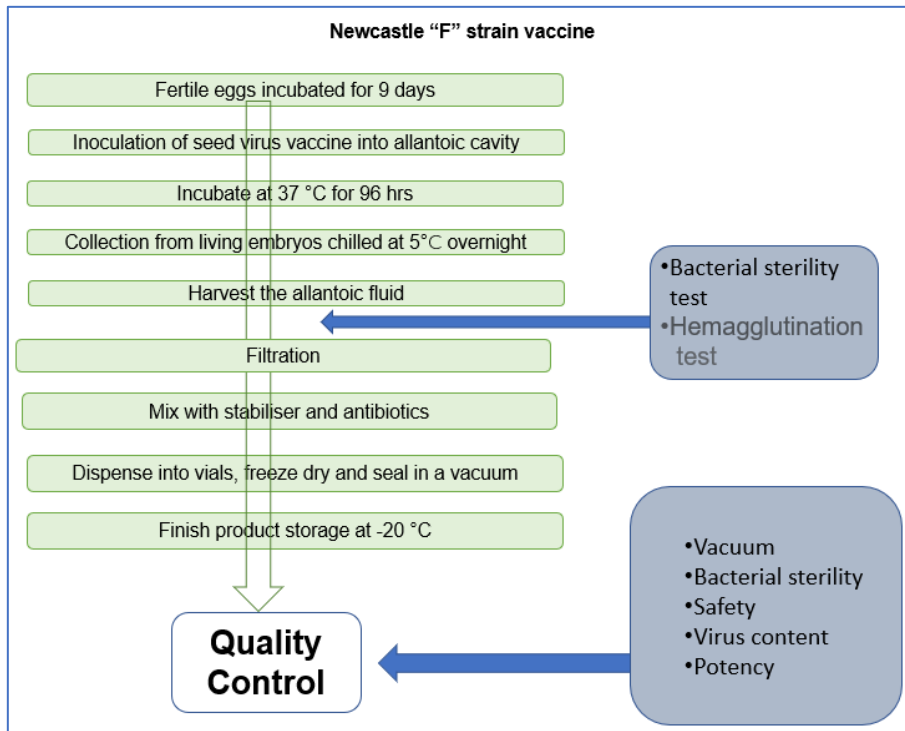 Newcastle “F” strain vaccine
Fertile eggs incubated for 9 days
Inoculation of seed virus vaccine into allantoic cavity
Incubate at 37 °C for 96 hrs
Collection from living embryos chilled at 5°C overnight
Harvest the allantoic fluid
•Bacterial sterility
test
•Hemagglutination
test
Filtration
Mix with stabiliser and antibiotics
Dispense into vials, freeze dry and seal in a vacuum
Finish product storage at -20 °C
Quality
Control
•Vacuum
•Bacterial sterility
•Safety
•Virus content
•Potency